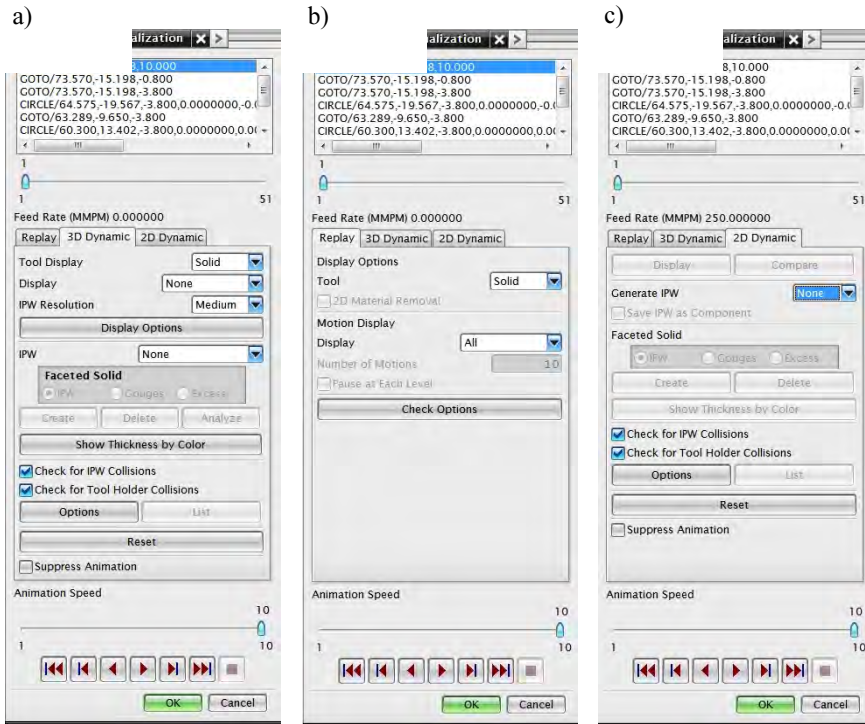 a)
b)
c)
alization
GOTO/73.570,-15.198,-0.800
GOTO/73.570,-15.198,-3.800
CIRCLE/64.575,-19.567,-3.800,0.0000000,-0.(
GOTO/63.289,-9.650,-3.800
CIRCLE/60.300,13.402,-3.800,0.0000000,0.0(
1
1 51
Feed Rate (MMPM) 0.000000
Replay 3D Dynamic 2D Dynamic
Tool Display Solid
Display None
IPW Resolution Medium
Display Options
IPW None
Faceted Solid
IPW Gouges Excess
Create Delete Analyze
Show Thickness by Color
Check for IPW Collisions
Check for Tool Holder Collisions
Options List
Reset
Suppress Animation
Animation Speed
10
1 10
OK Cancel
alization
8,10.000
GOTO/73.570,-15.198,-0.800
GOTO/73.570,-15.198,-3.800
CIRCLE/64.575,-19.567,-3.800,0.0000000,-0.(
GOTO/63.289,-9.650,-3.800
CIRCLE/60.300,13.402,-3.800,0.0000000,0.0(
1
1 51
Feed Rate (MMPM) 0.000000
Replay 3D Dynamic 2D Dynamic
Display Options
Tool Solid
2D Material Removal
Motion Display
Display All
Number of Motions 10
Pause at Each Level
Check Options
Animation Speed
10
1 10
OK Cancel
alization
8,10.000
GOTO/73.570,-15.198,-0.800
GOTO/73.570,-15.198,-3.800
CIRCLE/64.575,-19.567,-3.800,0.0000000,-0.(
GOTO/63.289,-9.650,-3.800
CIRCLE/60.300,13.402,-3.800,0.0000000,0.0(
1
1 51
Feed Rate (MMPM) 250.000000
Replay 3D Dynamic 2D Dynamic
Display Compare
Generate IPW None
Save IPW as Component
Faceted Solid
IPW Gouges Excess
Create Delete
Show Thickness by Color
Check for IPW Collisions
Check for Tool Holder Collisions
Options List
Reset
Suppress Animation
Animation Speed
10
1 10
OK Cancel